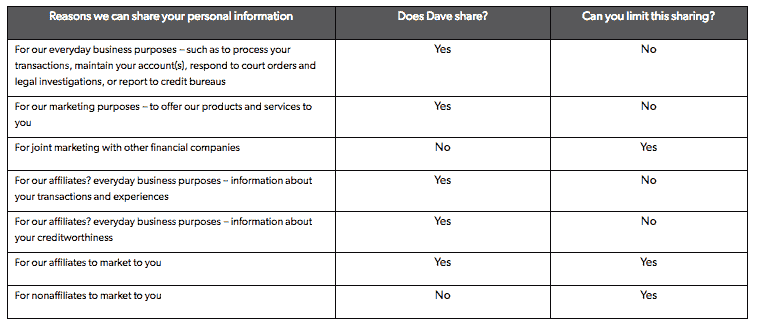 Reasons we can share your personal information Does Dave share? Can you limit this sharing?
For our everyday business purposes – such as to process your Yes No
transactions, maintain your account(s), respond to court orders and
legal investigations, or report to credit bureaus
For our marketing purposes – to offer our products and services to Yes No
you
For joint marketing with other financial companies No Yes
For our affiliates? everyday business purposes – information about Yes No
your transactions and experiences
For our affiliates? everyday business purposes – information about Yes No
your creditworthiness
For our affiliates to market to you Yes Yes
For nonaffiliates to market to you No Yes